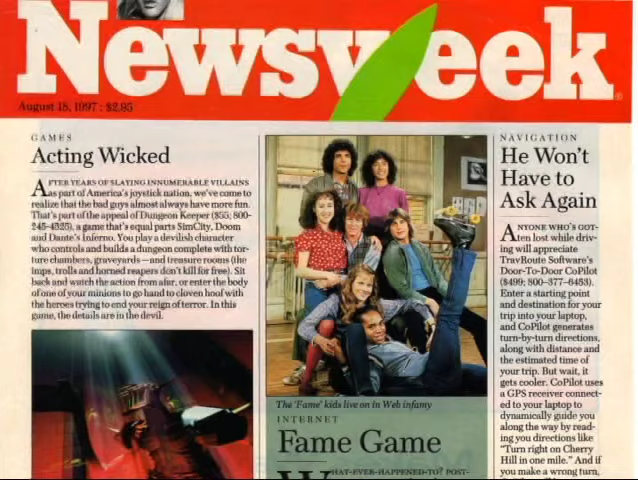 Newsweek
August 18, 1997 : $2.95
GAMES
Acting Wicked
AFTER YEARS OF SLAYING INNUMERABLE VILLAINS
as part of America's joystick nation, we've come to
realize that the bad guys almost always have more fun.
That's part of the appeal of Dungeon Keeper ($55; 800-
245-4525), a game that's equal parts SimCity, Doom
and Dante's Inferno. You play a devilish character
who controls and builds a dungeon complete with tor-
ture chambers, graveyards — and treasure rooms (the
imps, trolls and horned reapers don't kill for free). Sit
back and watch the action from afar, or enter the body
of one of your minions to go hand to cloven hoof with
the heroes trying to end your reign of terror. In this
game, the details are in the devil.
The 'Fame' kids live on in Web infamy
INTERNET
Fame Game
WHAT-EVER-HAPPENED-TO? POST-
NAVIGATION
He Won't
Have to
Ask Again
ANYONE WHO'S GOT-
ten lost while driv-
ing will appreciate
TravRoute Software's
Door-To-Door CoPilot
($499; 800-377-6453).
Enter a starting point
and destination for your
trip into your laptop,
and CoPilot generates
turn-by-turn directions,
along with distance and
the estimated time of
your trip. But wait, it
gets cooler. CoPilot uses
a GPS receiver connect-
ed to your laptop to
dynamically guide you
along the way by read-
ing you directions like
"Turn right on Cherry
Hill in one mile." And if
you make a wrong turn,